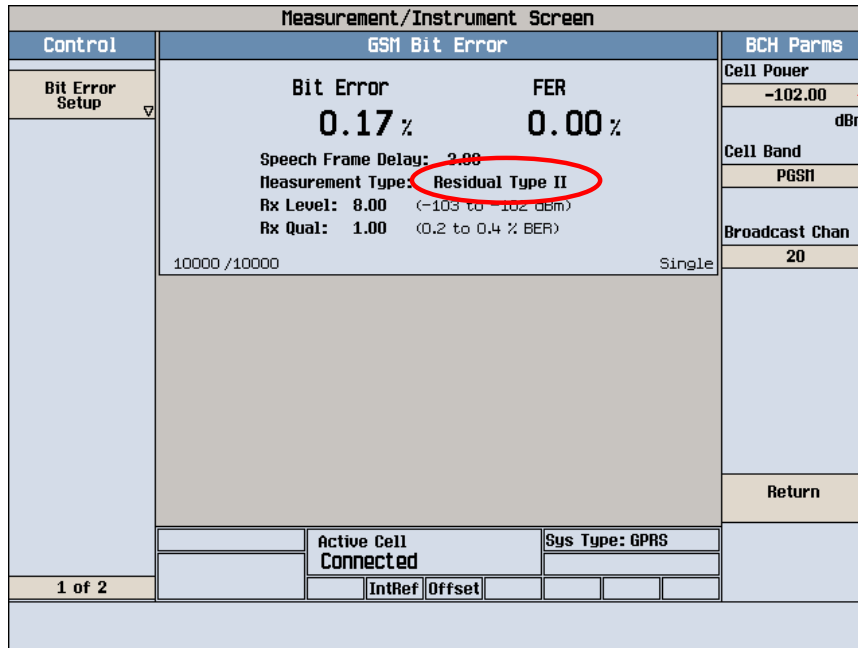 Measurement/Instrument Screen
Control
GSM Bit Error
BCH Parms
Bit Error
Setup
Bit Error FER
0.17 % 0.00 %
Speech Frame Delay:
Measurement Type: Residual Type II
Rx Level: 8.00 (-103 to -102 dBm)
Rx Qual: 1.00 (0.2 to 0.4 % BER)
10000/10000 Single
Cell Power
-102.00
Cell Band
PGSM
Broadcast Chan
20
Return
Active Cell
Connected
Sys Type: GPRS
IntRef Offset
1 of 2